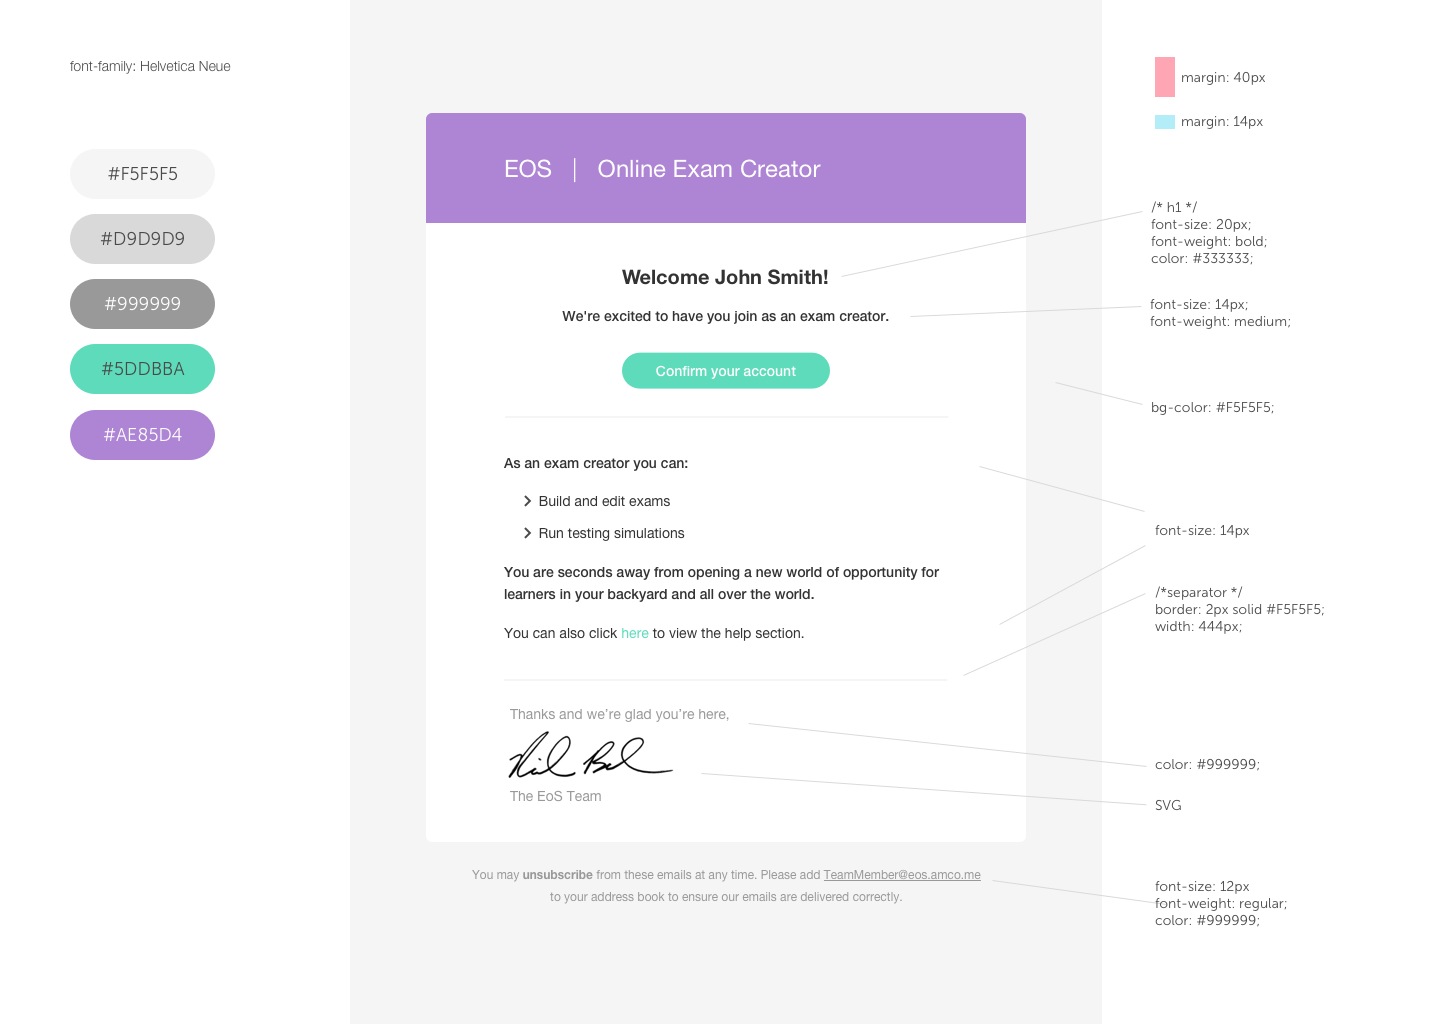 font-family: Helvetica Neue
#F5F5F5
#D9D9D9
#999999
#5DDBBA
#AE85D4
EOS | Online Exam Creator
Welcome John Smith!
We're excited to have you join as an exam creator.
Confirm your account
As an exam creator you can:
Build and edit exams
Run testing simulations
You are seconds away from opening a new world of opportunity for
learners in your backyard and all over the world.
You can also click here to view the help section.
Thanks and we’re glad you’re here,
The EoS Team
You may unsubscribe from these emails at any time. Please add TeamMember@eos.amco.me
to your address book to ensure our emails are delivered correctly.
margin: 40px
margin: 14px
/* h1 */
font-size: 20px;
font-weight: bold;
color: #333333;
font-size: 14px;
font-weight: medium;
bg-color: #F5F5F5;
font-size: 14px
/*separator */
border: 2px solid #F5F5F5;
width: 444px;
color: #999999;
SVG
font-size: 12px
font-weight: regular;
color: #999999;